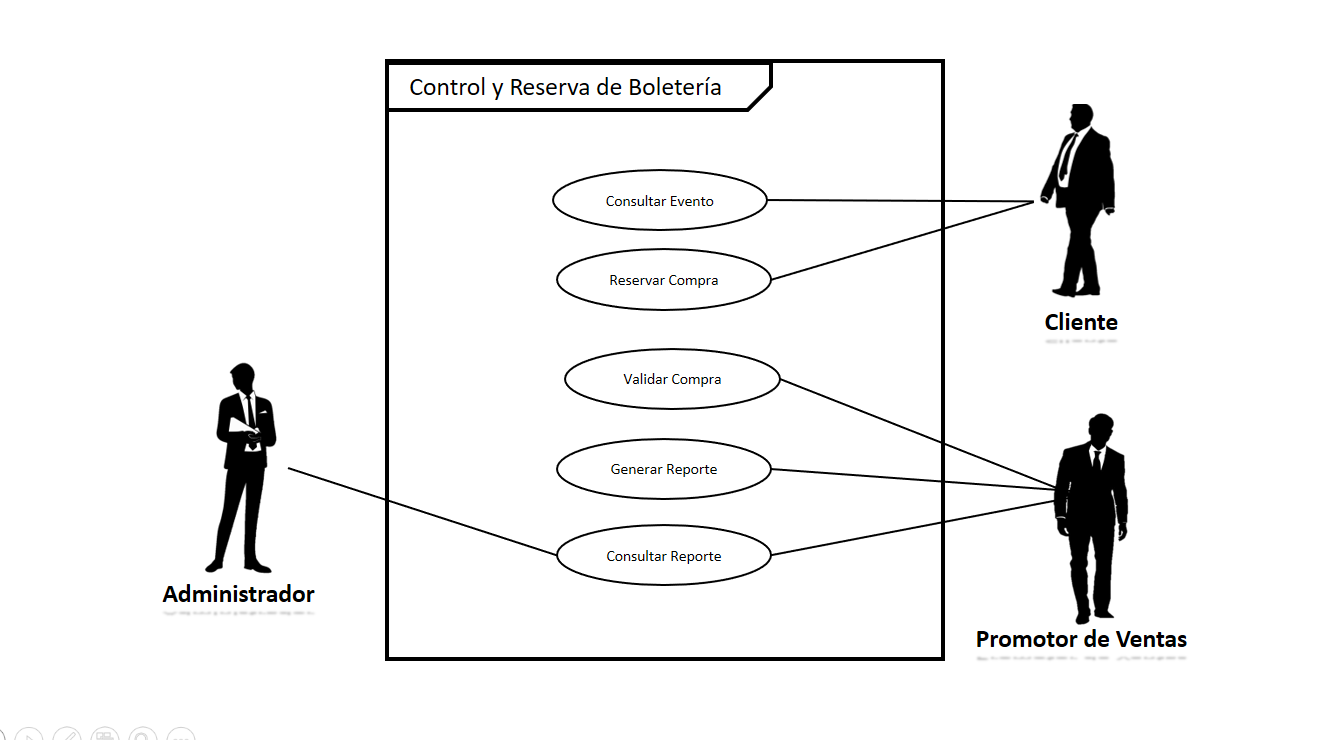 Control y Reserva de Boletería
Consultar Evento
Reservar Compra
Cliente
Validar Compra
Generar Reporte
Consultar Reporte
Administrador
Promotor de Ventas